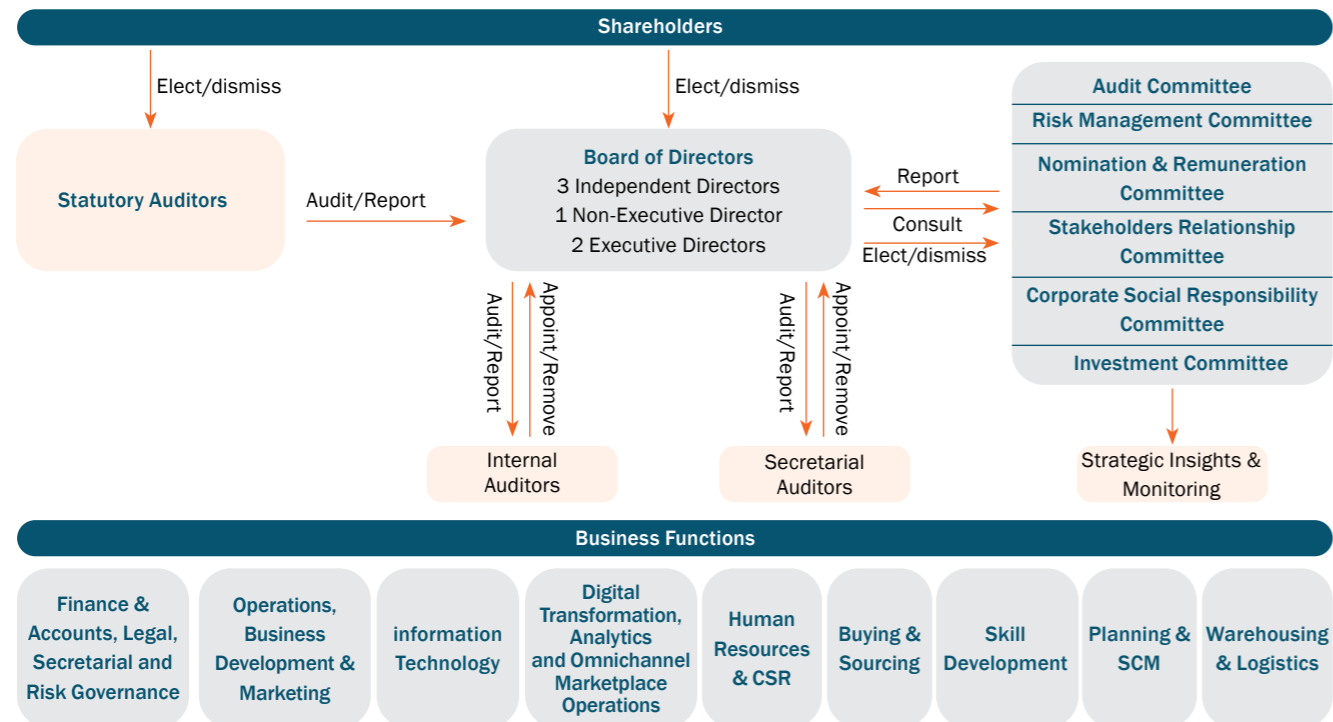 Shareholders
Elect/dismiss
Elect/dismiss
Statutory Auditors
Audit/Report
Board of Directors
3 Independent Directors
1 Non-Executive Director
2 Executive Directors
Report
Consult
Elect/dismiss
Audit Committee
Risk Management Committee
Nomination & Remuneration
Committee
Stakeholders Relationship
Committee
Corporate Social Responsibility
Committee
Investment Committee
Audit/Report
Appoint/Remove
Audit/Report
Appoint/Remove
Internal
Auditors
Secretarial
Auditors
Strategic Insights &
Monitoring
Business Functions
Finance &
Accounts, Legal,
Secretarial and
Risk Governance
Operations,
Business
Development &
Marketing
information
Technology
Digital
Transformation,
Analytics
and Omnichannel
Marketplace
Operations
Human
Resources
& CSR
Buying &
Sourcing
Skill
Development
Planning &
SCM
Warehousing
& Logistics